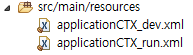 src/main/resources
applicationCTX_dev.xml
applicationCTX_run.xml